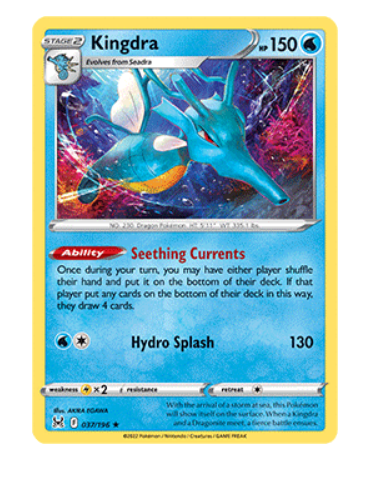 STAGE 2 Kingdra HP 150
Evolves from Seadra
NO. 230 Dragon Pokémon HT: 5'11" WT: 335.1 lbs.
Ability Seething Currents
Once during your turn, you may have either player shuffle
their hand and put it on the bottom of their deck. If that
player put any cards on the bottom of their deck in this way,
they draw 4 cards.
Hydro Splash 130
weakness ×2 resistance retreat
Illus. AKIRA EGAWA
037/196 ★
With the arrival of a storm at sea, this Pokémon
will show itself on the surface. When a Kingdra
and a Dragonite meet, a fierce battle ensues.
©2022 Pokémon / Nintendo / Creatures / GAME FREAK